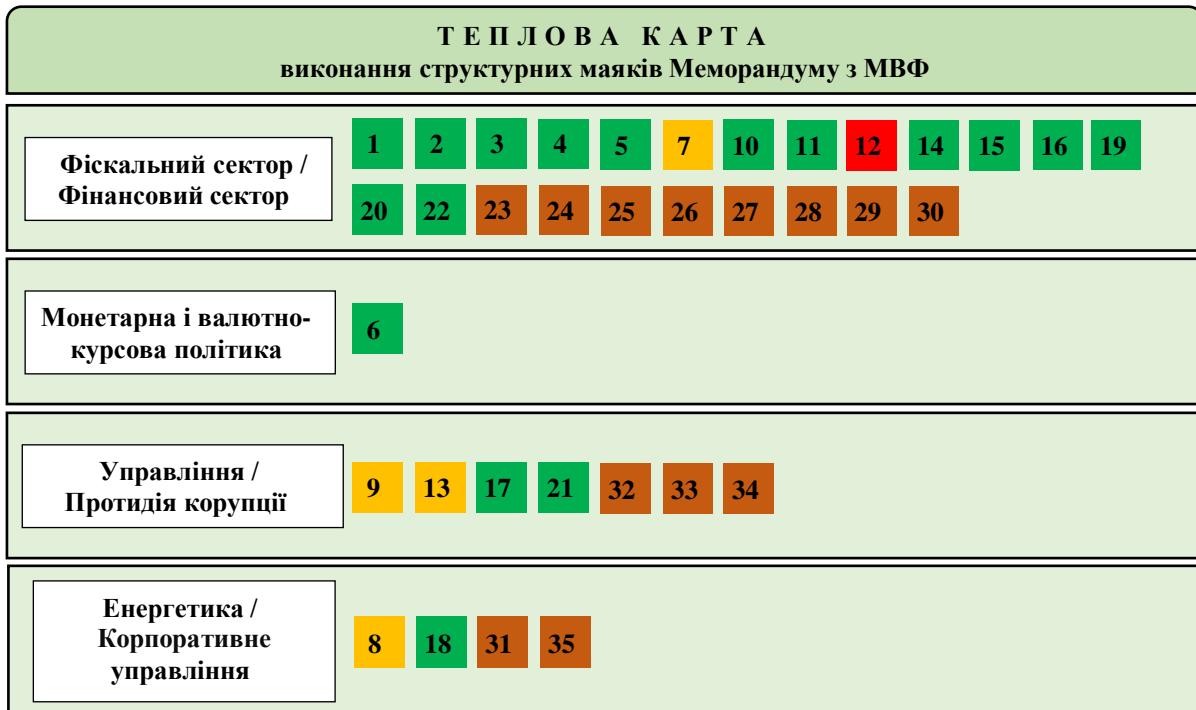 Т Е П Л О В А К А Р Т А
виконання структурних маяків Меморандуму з МВФ
Фіскальний сектор /
Фінансовий сектор
1 2 3 4 5 7 10 11 12 14 15 16 19
20 22 23 24 25 26 27 28 29 30
Монетарна і валютно-
курсова політика
6
Управління /
Протидія корупції
9 13 17 21 32 33 34
Енергетика /
Корпоративне
управління
8 18 31 35